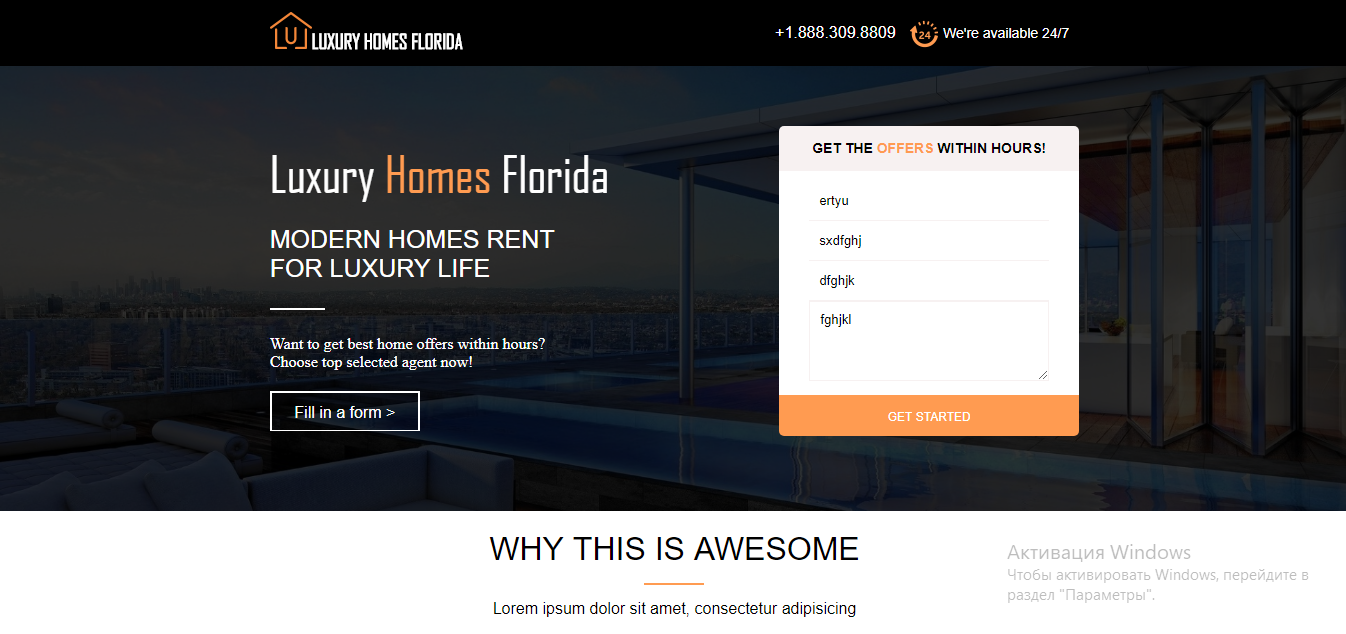 U LUXURY HOMES FLORIDA
+1.888.309.8809
24 We're available 24/7
Luxury Homes Florida
MODERN HOMES RENT
FOR LUXURY LIFE
Want to get best home offers within hours?
Choose top selected agent now!
Fill in a form >
GET THE OFFERS WITHIN HOURS!
ertyu
sxdfghj
dfghjk
fghjkl
GET STARTED
WHY THIS IS AWESOME
Lorem ipsum dolor sit amet, consectetur adipisicing
Активация Windows
Чтобы активировать Windows, перейдите в
раздел "Параметры".